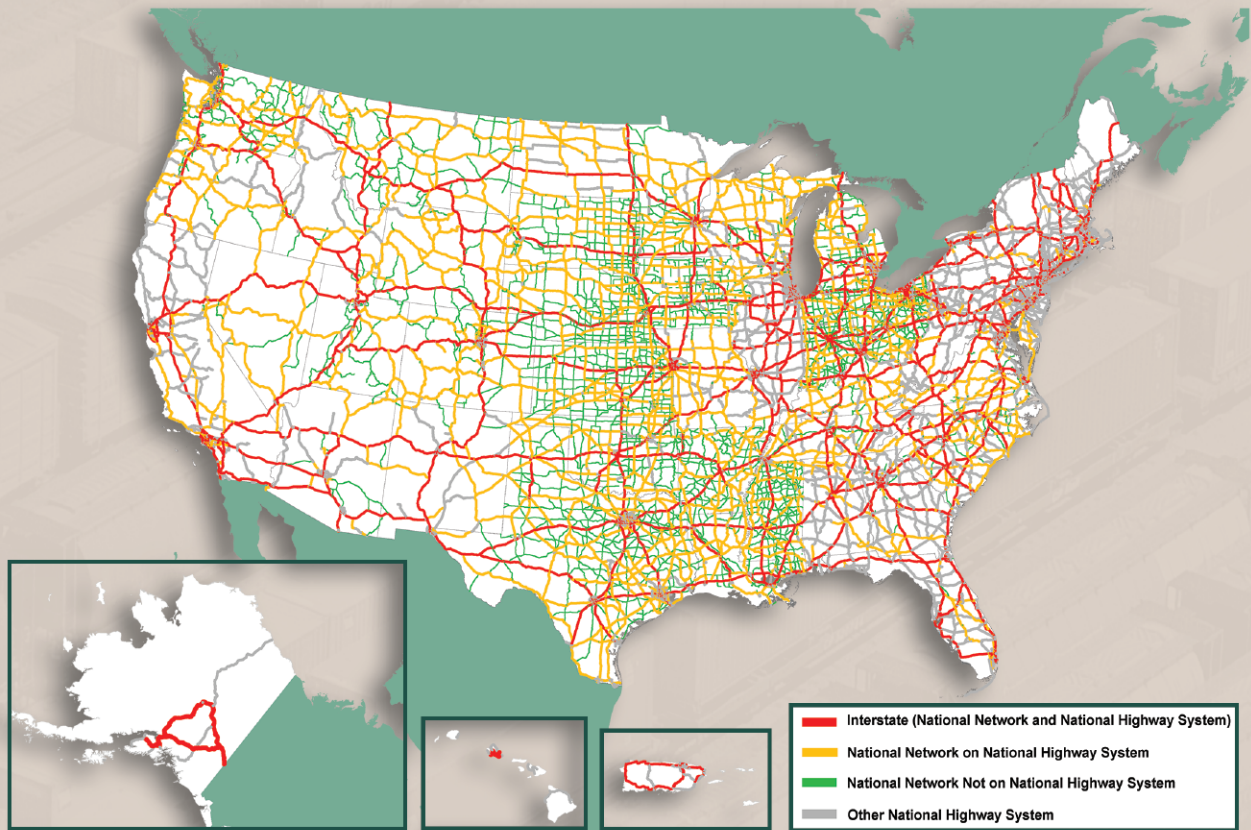 Interstate (National Network and National Highway System)
National Network on National Highway System
National Network Not on National Highway System
Other National Highway System